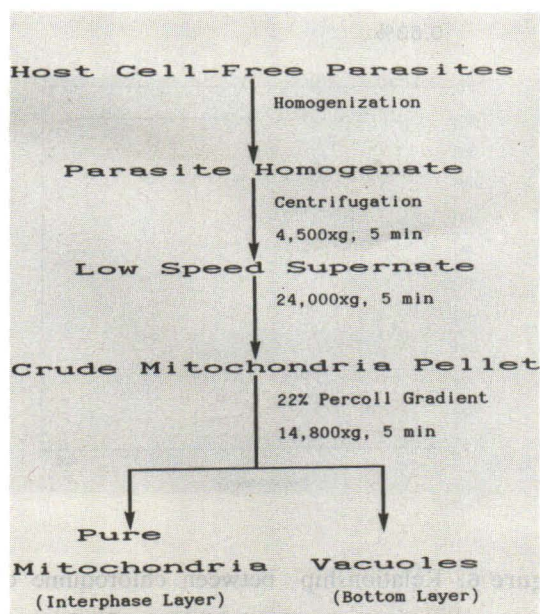 Host Cell-Free Parasites
Homogenization
Parasite Homogenate
Centrifugation
4,500xg, 5 min
Low Speed Supernate
24,000xg, 5 min
Crude Mitochondria Pellet
22% Percoll Gradient
14,800xg, 5 min
Pure
Mitochondria Vacuoles
(Interphase Layer) (Bottom Layer)